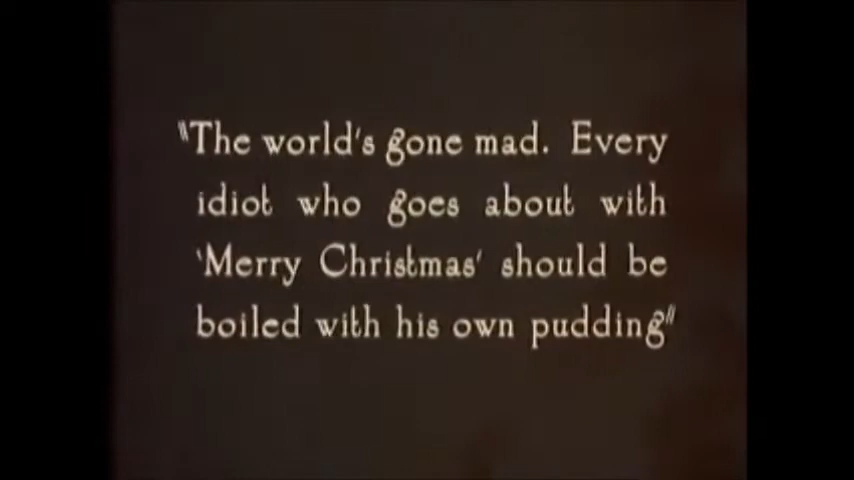 "The world's gone mad. Every
idiot who goes about with
'Merry Christmas' should be
boiled with his own pudding"